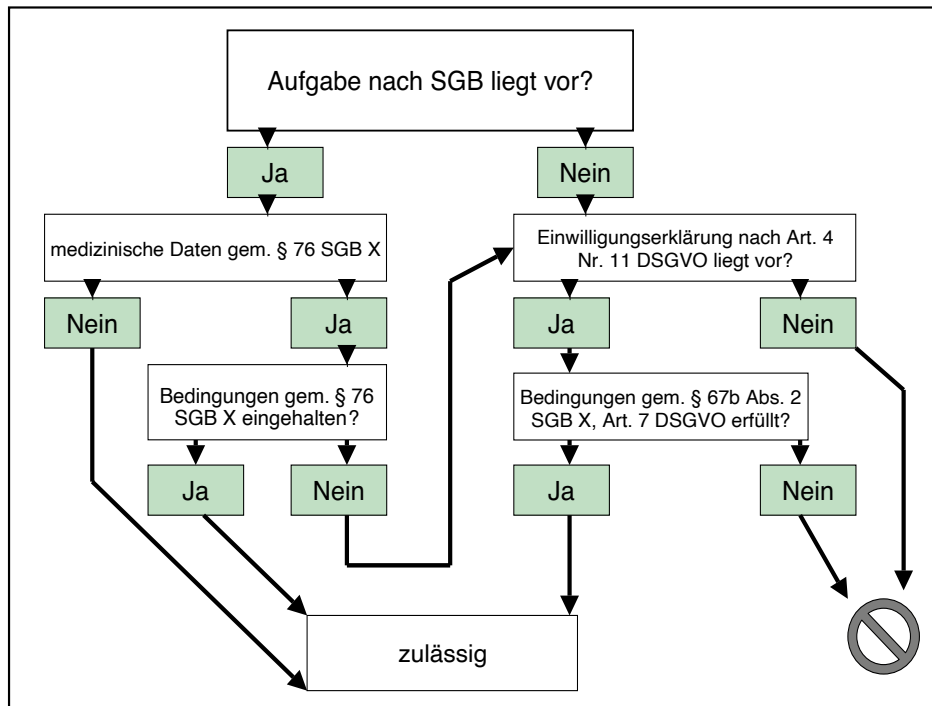 Aufgabe nach SGB liegt vor?
Ja
Nein
medizinische Daten gem. § 76 SGB X
Einwilligungserklärung nach Art. 4
Nr. 11 DSGVO liegt vor?
Nein
Ja
Ja
Nein
Bedingungen gem. § 76
SGB X eingehalten?
Bedingungen gem. § 67b Abs. 2
SGB X, Art. 7 DSGVO erfüllt?
Ja
Nein
Ja
Nein
zulässig